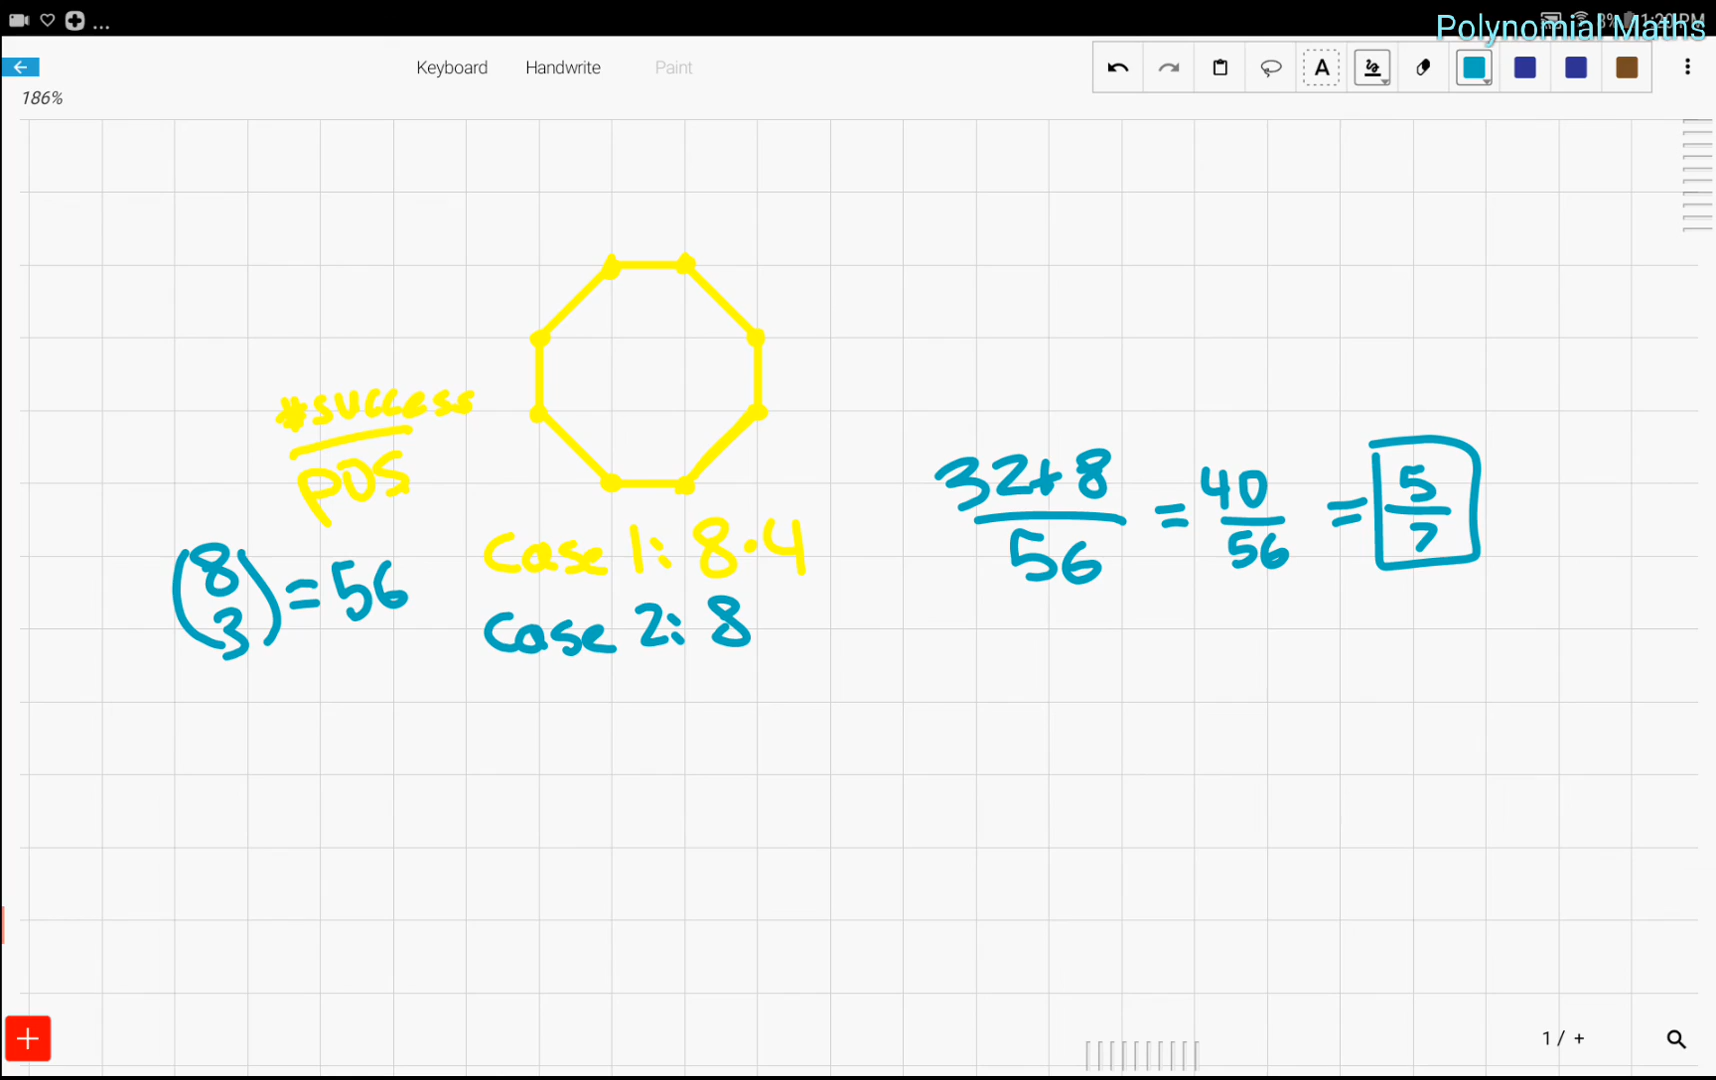 ...
Polynomial Maths
Keyboard Handwrite Paint
A
186%
*success
pos
(8 3) = 56
case 1: 8·4
case 2: 8
32+8 / 56 = 40 / 56 = 5 / 7
1 / +